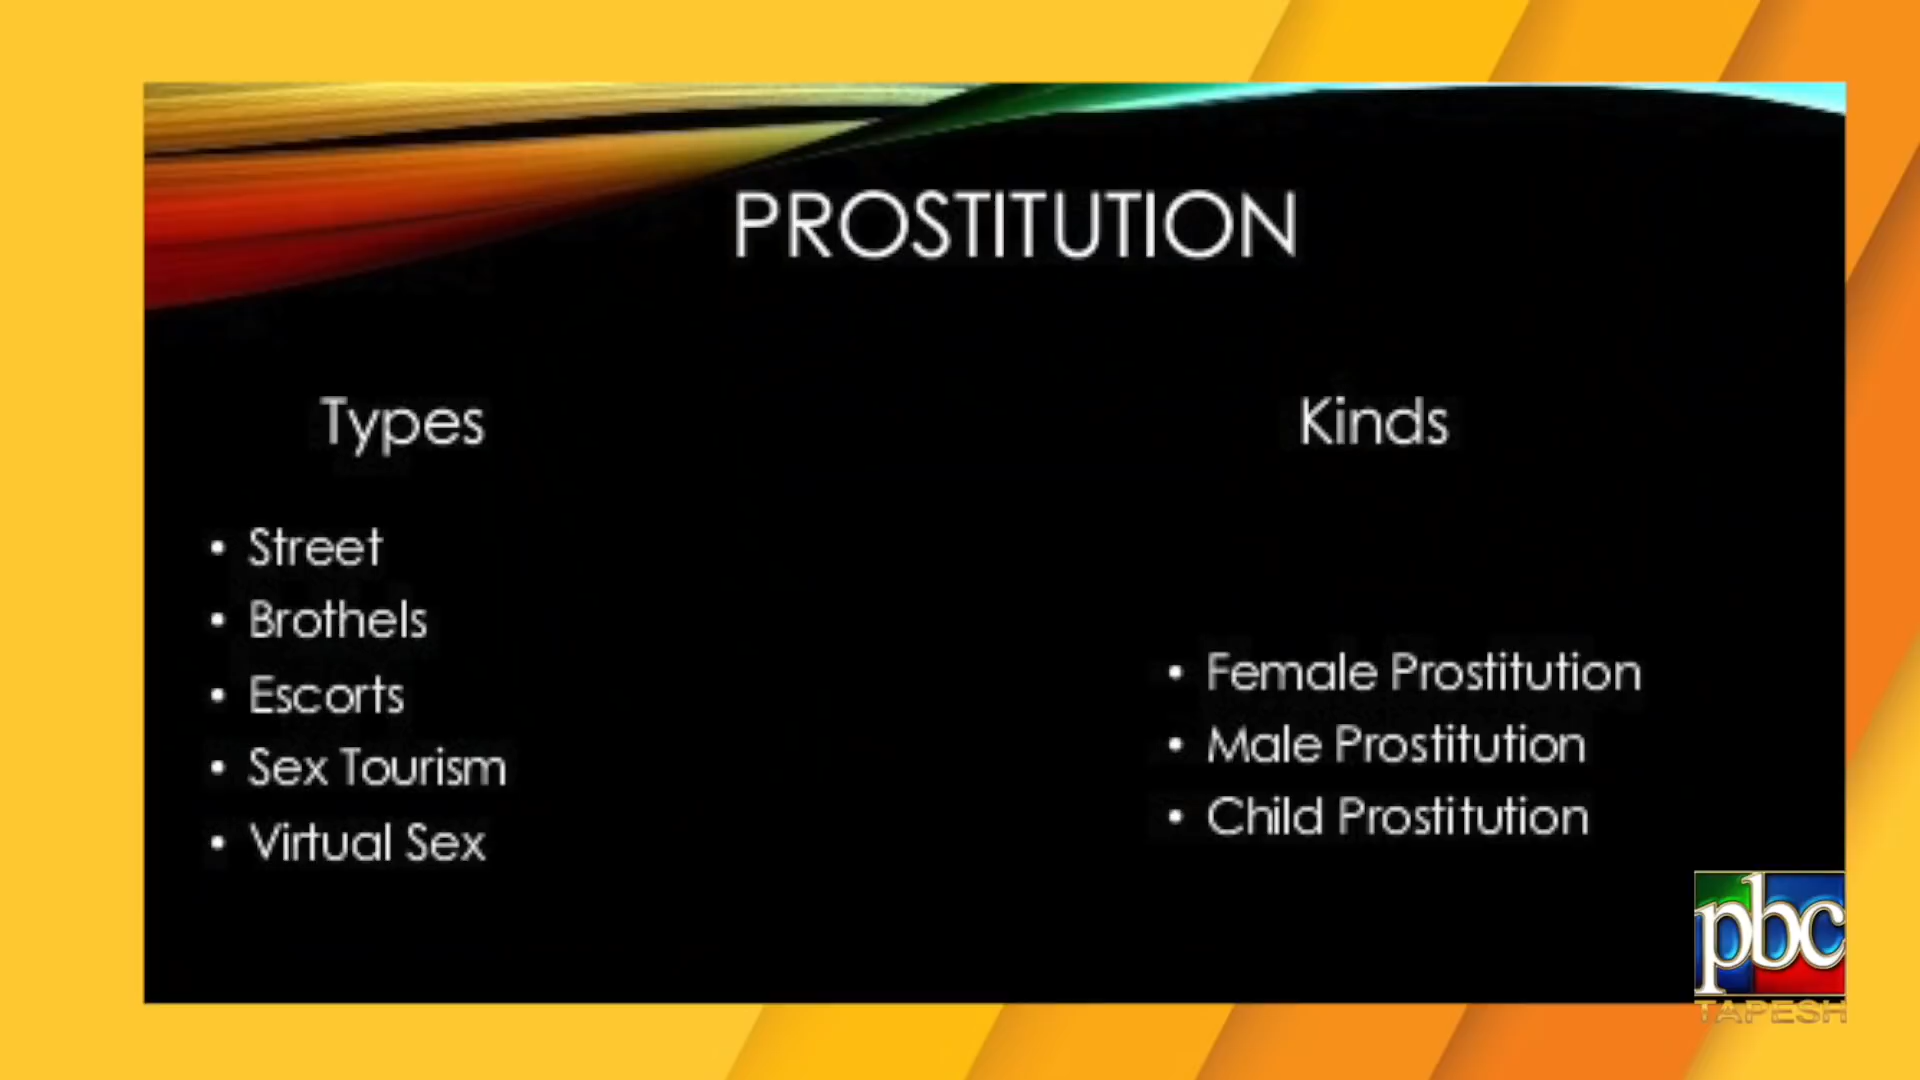 PROSTITUTION
Types
• Street
• Brothels
• Escorts
• Sex Tourism
• Virtual Sex
Kinds
• Female Prostitution
• Male Prostitution
• Child Prostitution
pbc
TAPESH